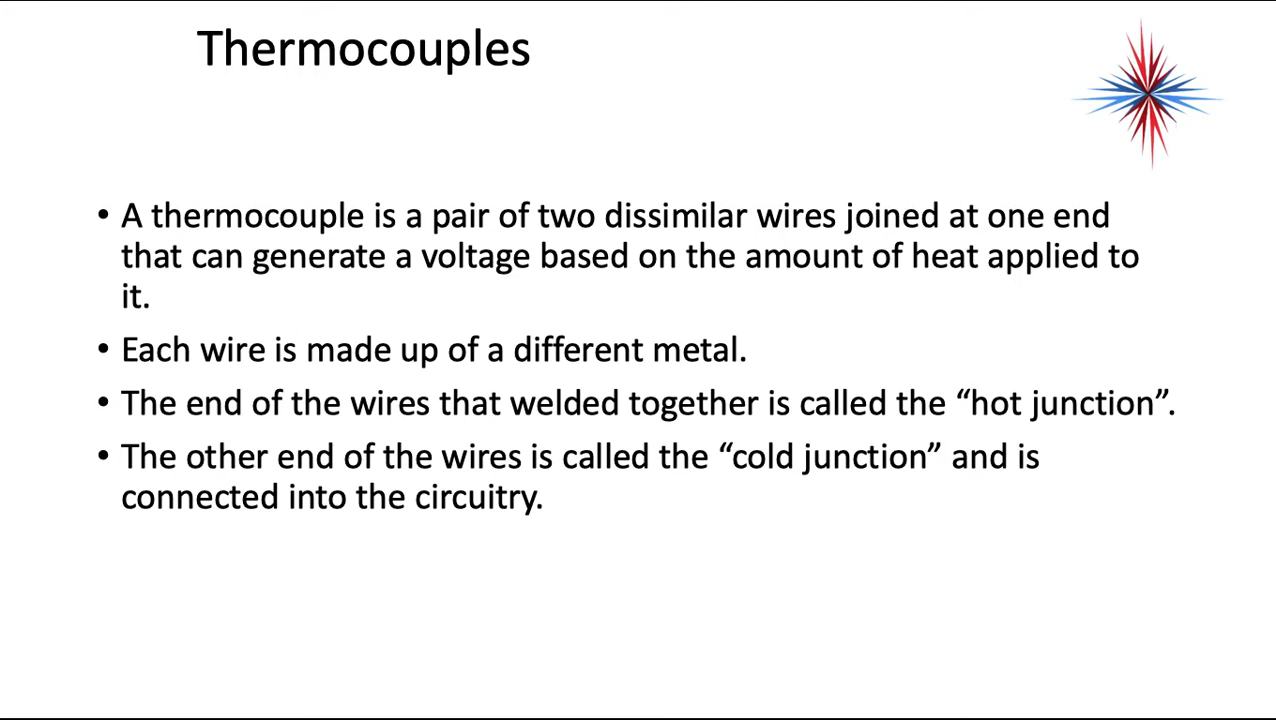 Thermocouples
• A thermocouple is a pair of two dissimilar wires joined at one end
that can generate a voltage based on the amount of heat applied to
it.
• Each wire is made up of a different metal.
• The end of the wires that welded together is called the “hot junction”.
• The other end of the wires is called the “cold junction” and is
connected into the circuitry.